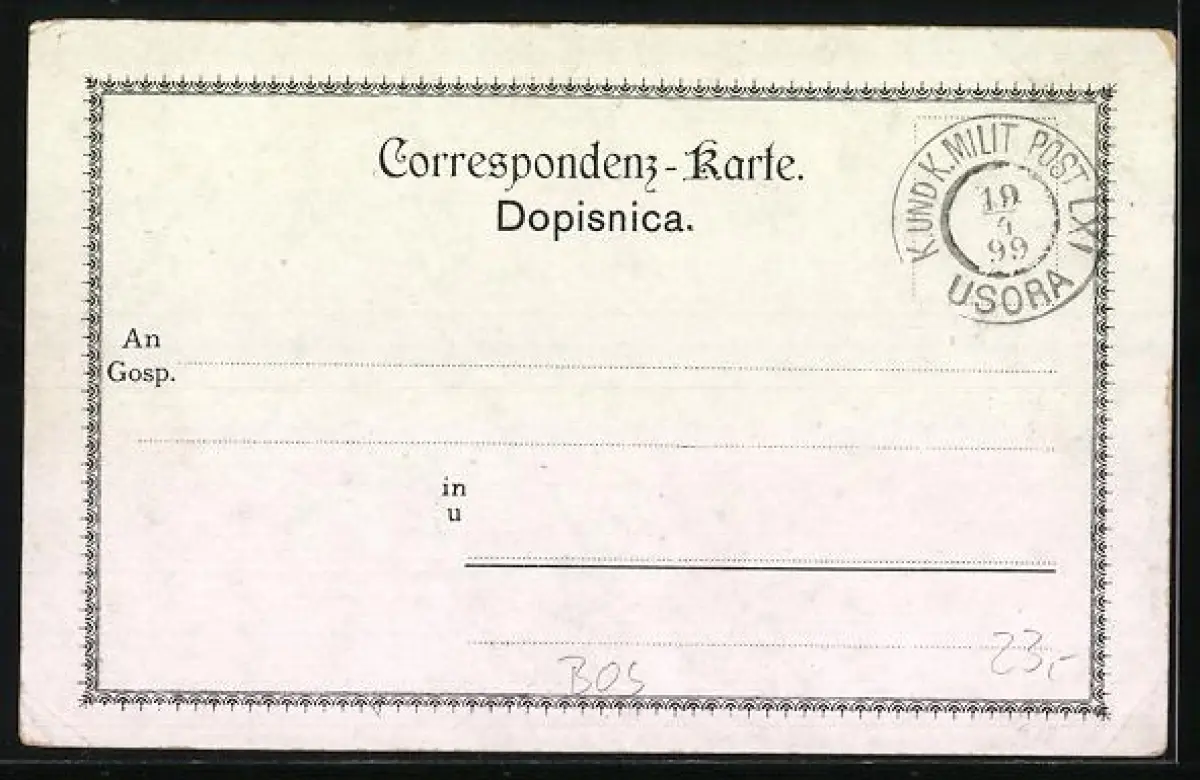 Correspondenz-Karte.
Dopisnica.
K. UND K. MILIT POST LXI
19
4
99
USORA
An
Gosp.
in
u
BOS
23,-